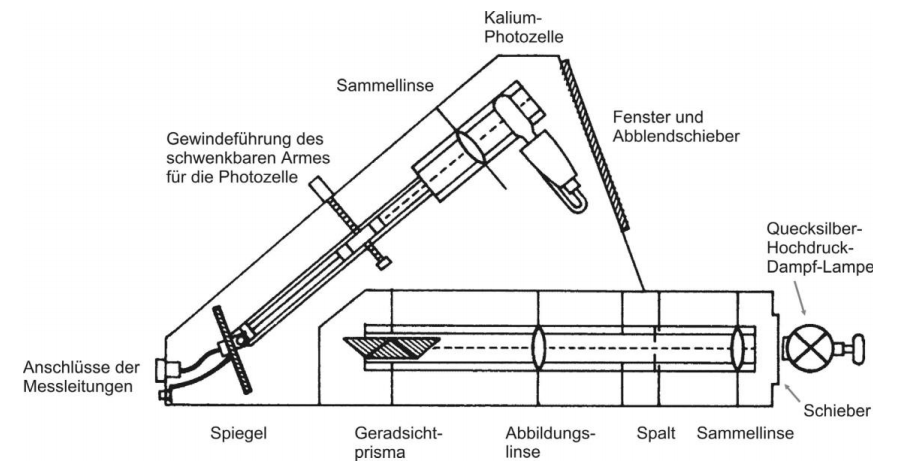 Kalium-
Photozelle
Sammellinse
Fenster und
Abblendschieber
Gewindeführung des
schwenkbaren Armes
für die Photozelle
Quecksilber-
Hochdruck-
Dampf-Lampe
Anschlüsse der
Messleitungen
Schieber
Spiegel
Geradsicht-
prisma
Abbildungs-
linse
Spalt
Sammellinse